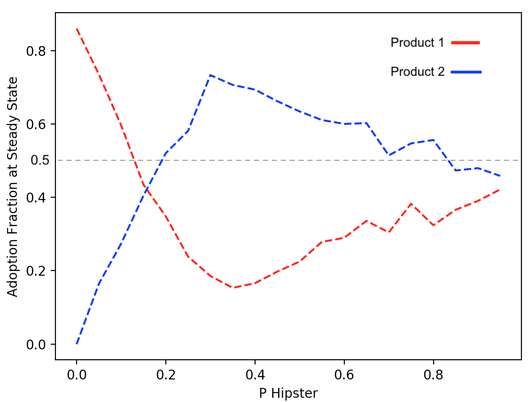 Product 1
Product 2
Adoption Fraction at Steady State
0.8
0.6
0.5
0.4
0.2
0.0
0.0 0.2 0.4 0.6 0.8
P Hipster